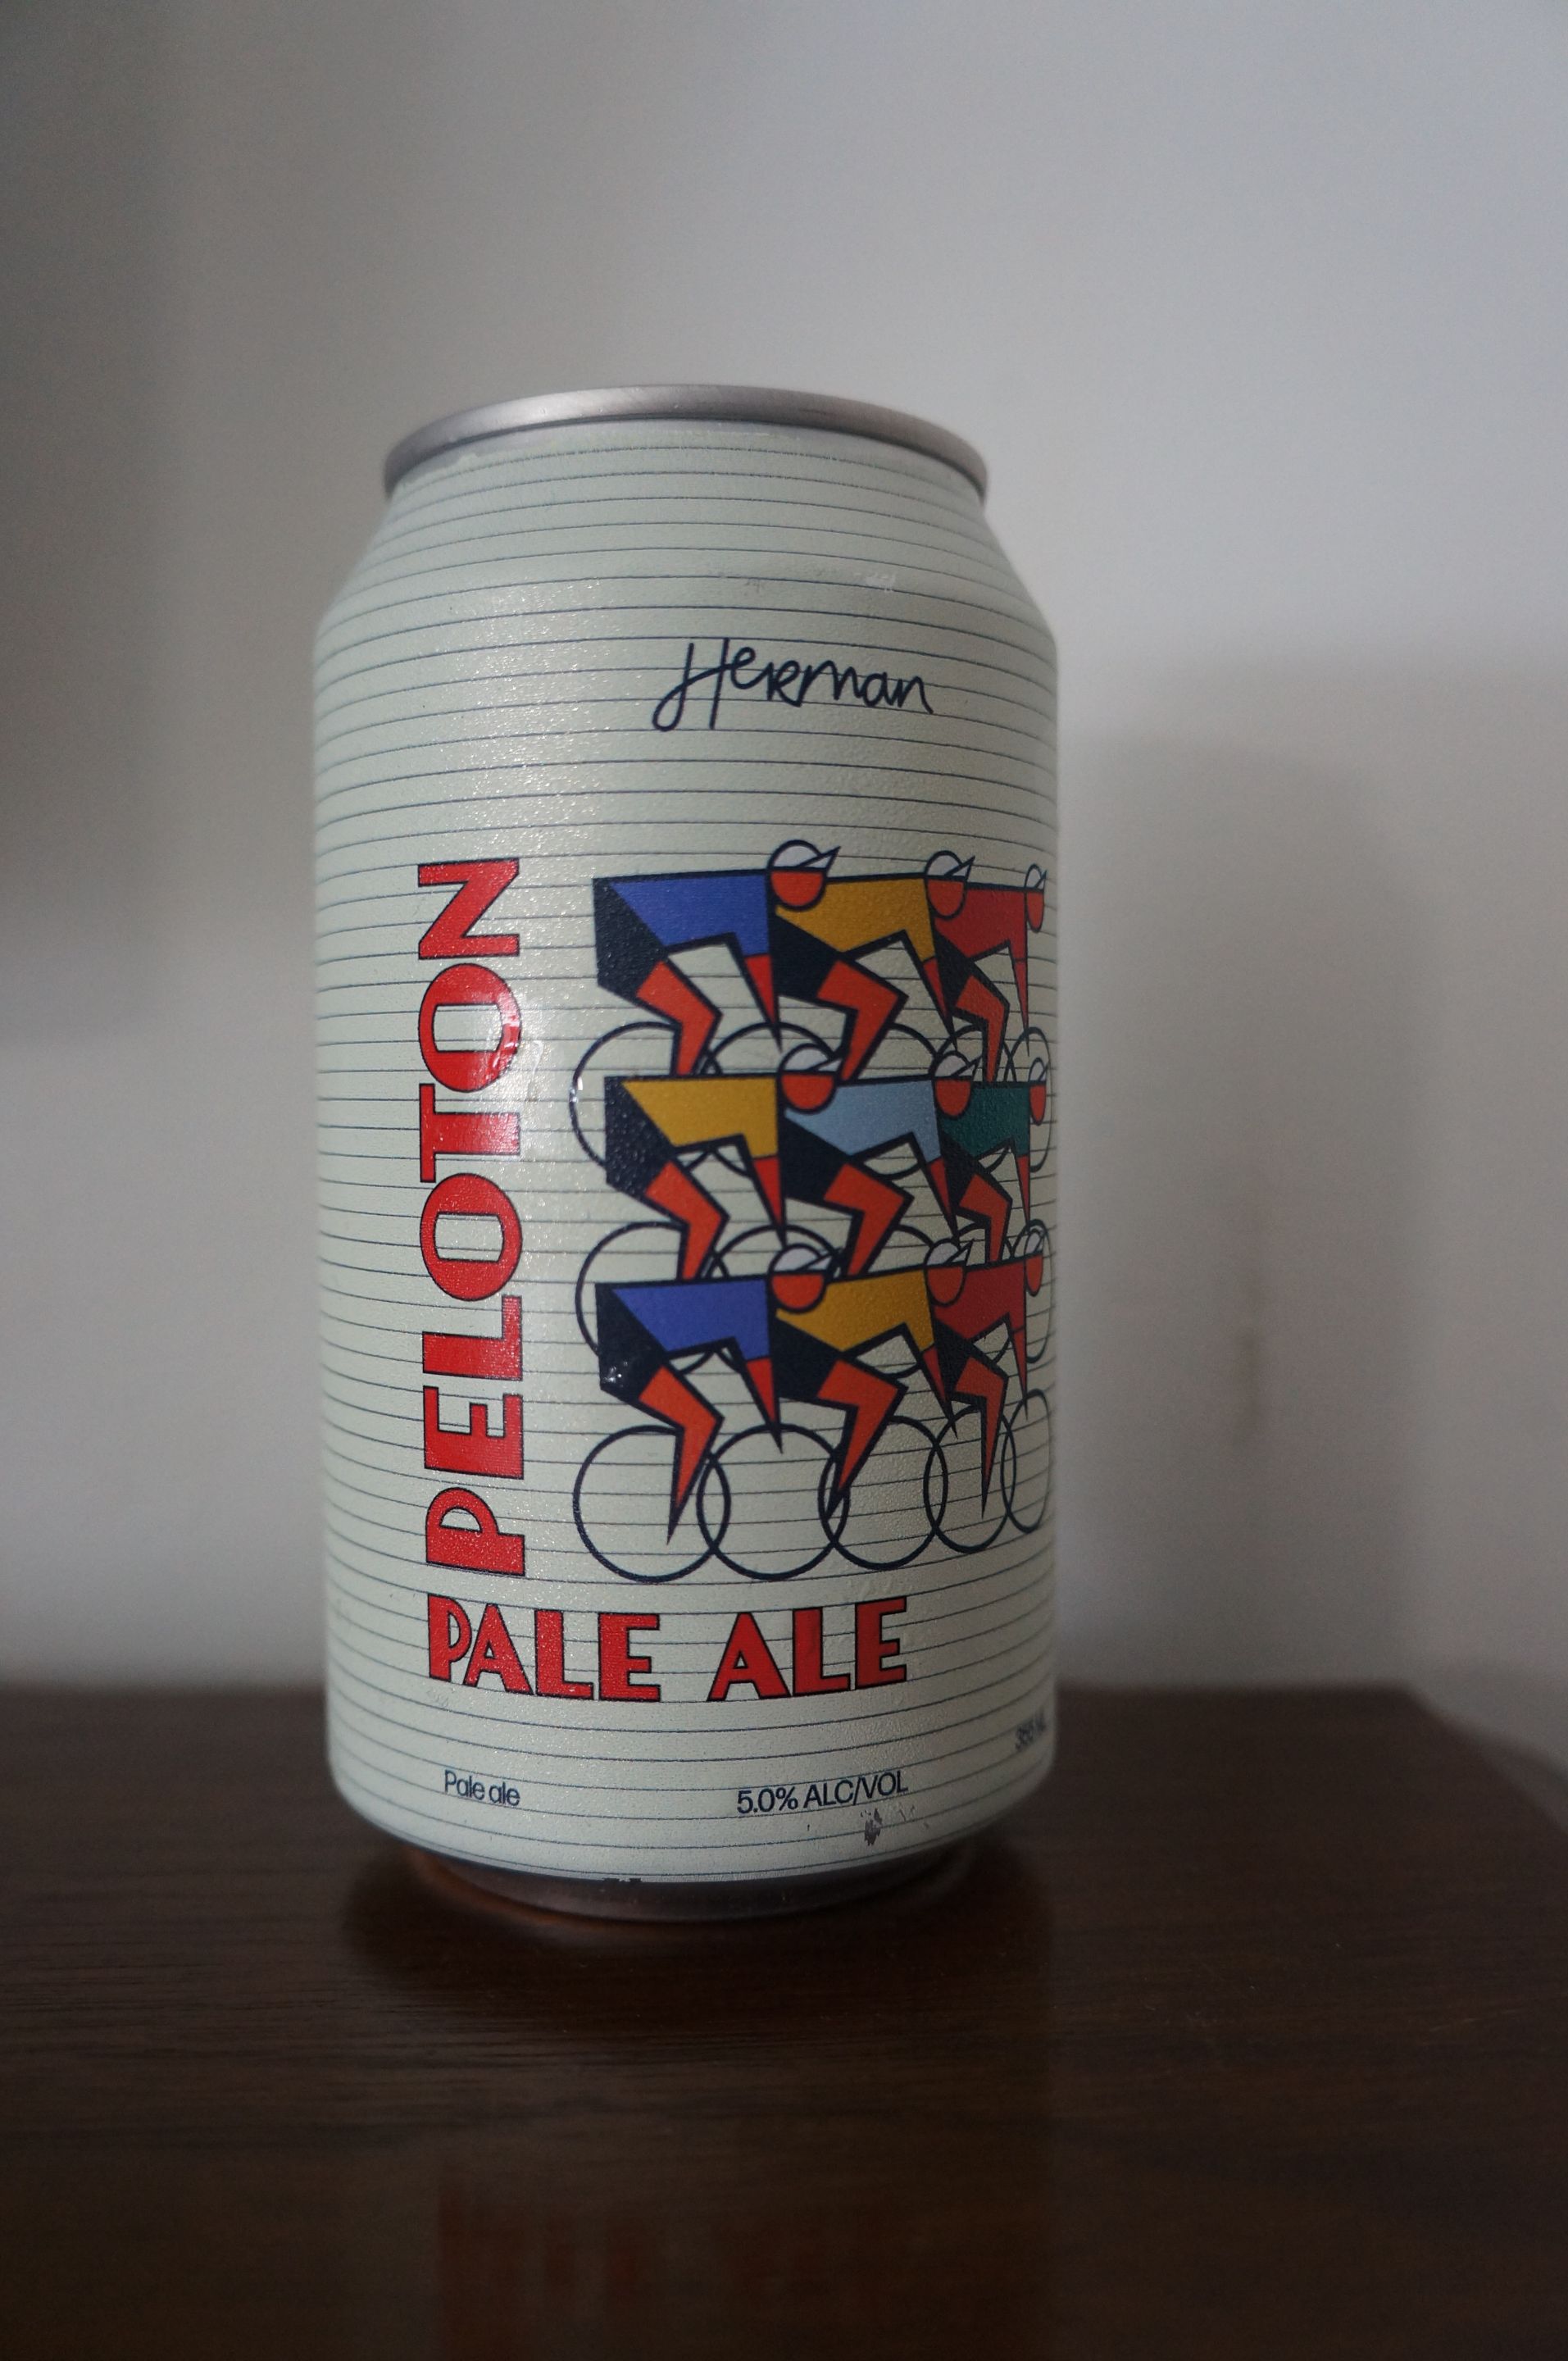 Herman
PELOTON
PALE ALE
Pale ale
5.0% ALC/VOL